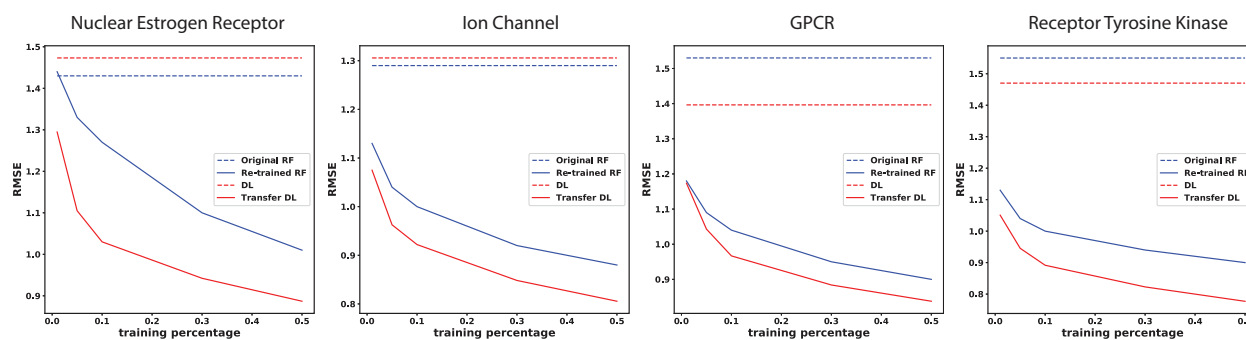 Nuclear Estrogen Receptor
1.5
1.4
1.3
1.2
1.1
1.0
0.9
RMSE
Original RF
Re-trained RF
DL
Transfer DL
0.0 0.1 0.2 0.3 0.4 0.5
training percentage
Ion Channel
1.3
1.2
1.1
1.0
0.9
0.8
RMSE
Original RF
Re-trained RF
DL
Transfer DL
0.0 0.1 0.2 0.3 0.4 0.5
training percentage
GPCR
1.5
1.4
1.3
1.2
1.1
1.0
0.9
RMSE
Original RF
Re-trained RF
DL
Transfer DL
0.0 0.1 0.2 0.3 0.4 0.5
training percentage
Receptor Tyrosine Kinase
1.5
1.4
1.3
1.2
1.1
1.0
0.9
0.8
RMSE
Original RF
Re-trained RF
DL
Transfer DL
0.0 0.1 0.2 0.3 0.4
training percentage